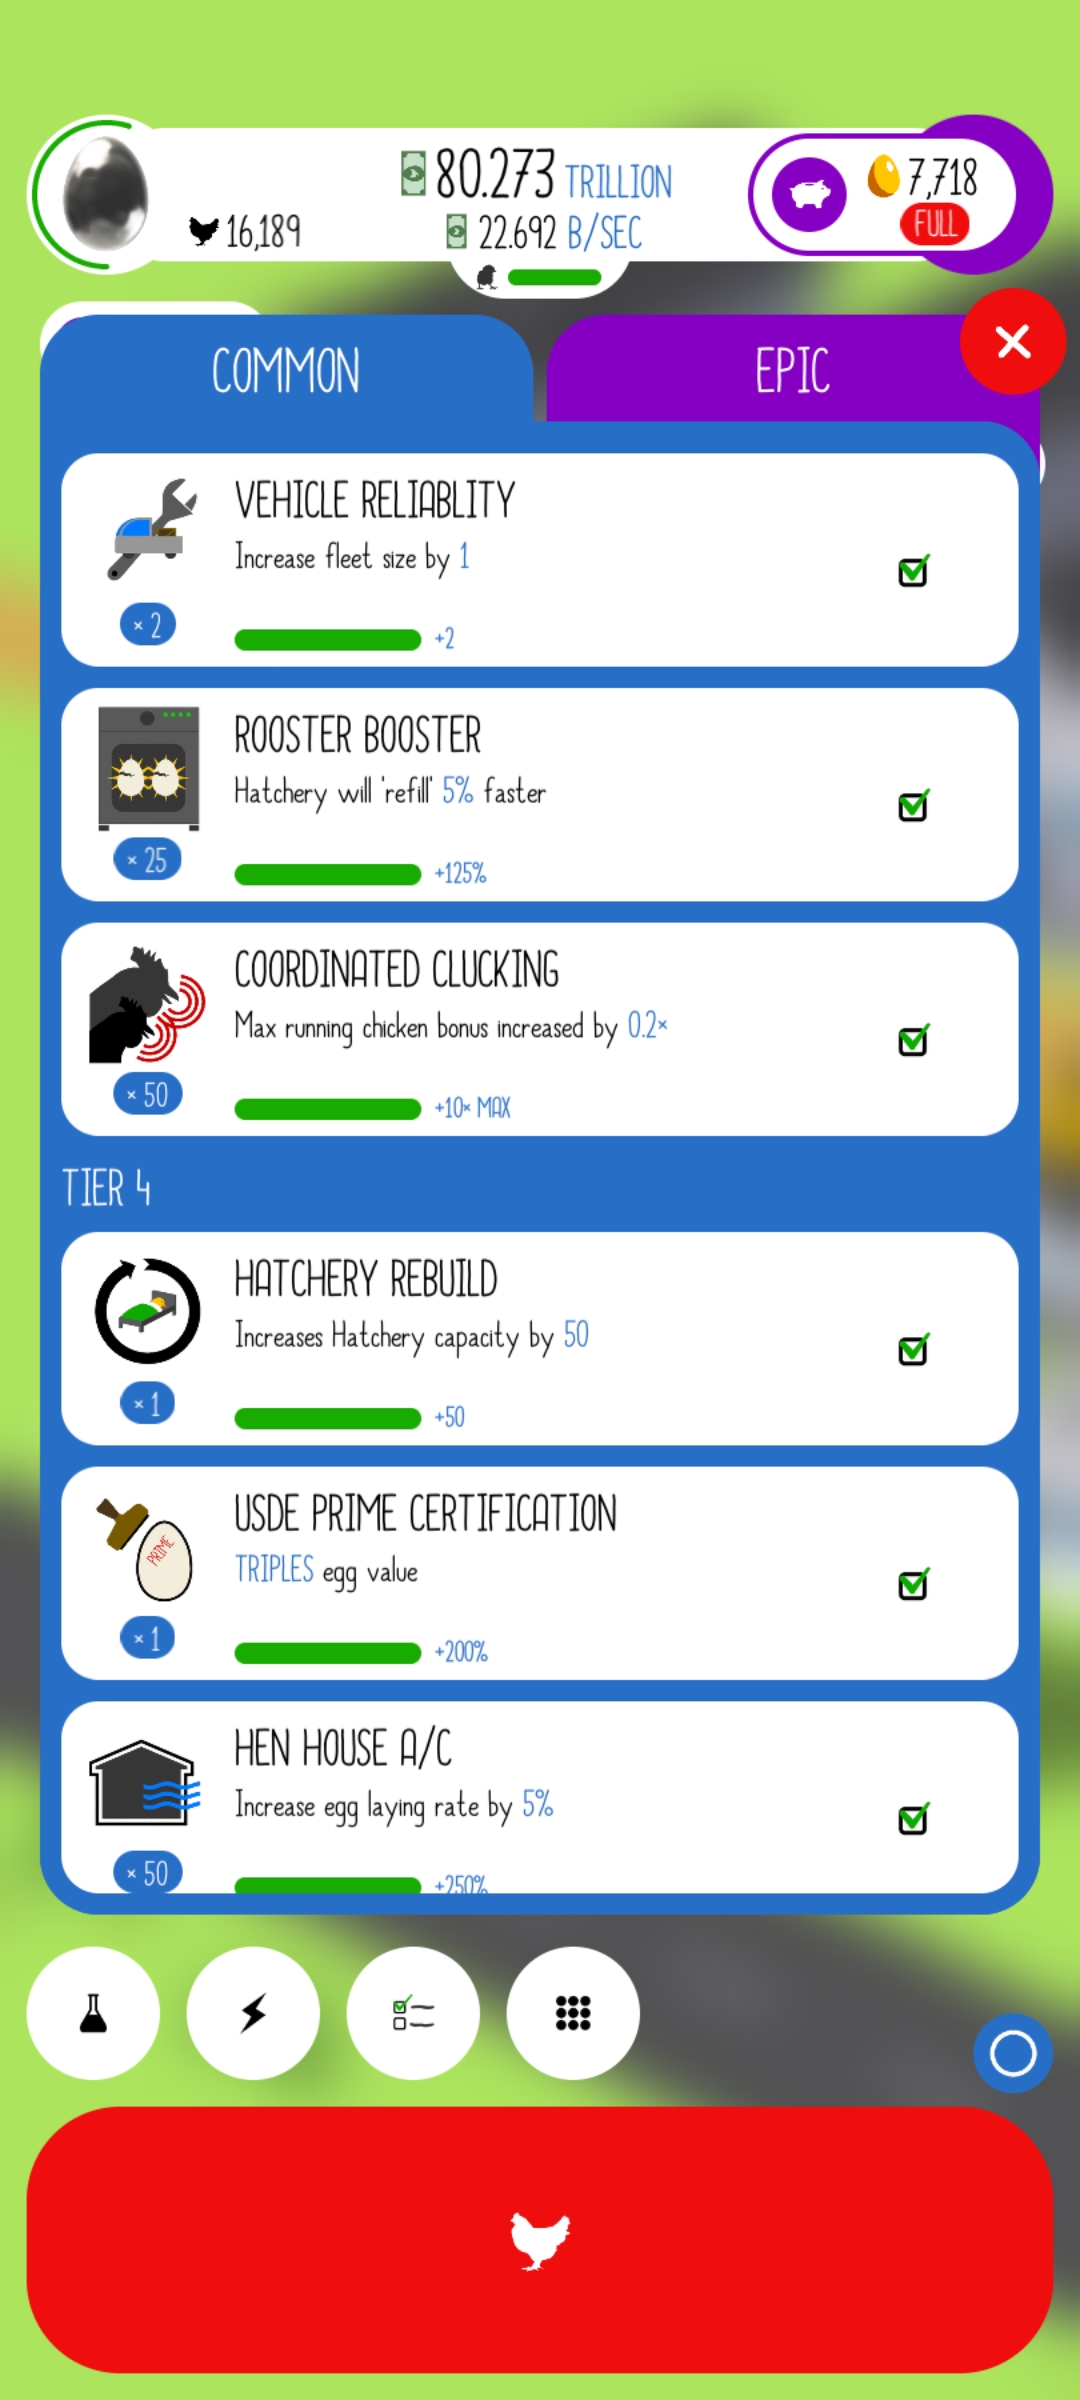 80.273 TRILLION
7,718
16,189
22.692 B/SEC
FULL
COMMON
EPIC
VEHICLE RELIABLITY
Increase fleet size by 1
× 2
+2
ROOSTER BOOSTER
Hatchery will 'refill' 5% faster
× 25
+125%
COORDINATED CLUCKING
Max running chicken bonus increased by 0.2×
× 50
+10× MAX
TIER 4
HATCHERY REBUILD
Increases Hatchery capacity by 50
× 1
+50
USDE PRIME CERTIFICATION
PRIME
TRIPLES egg value
× 1
+200%
HEN HOUSE A/C
Increase egg laying rate by 5%
× 50
+250%